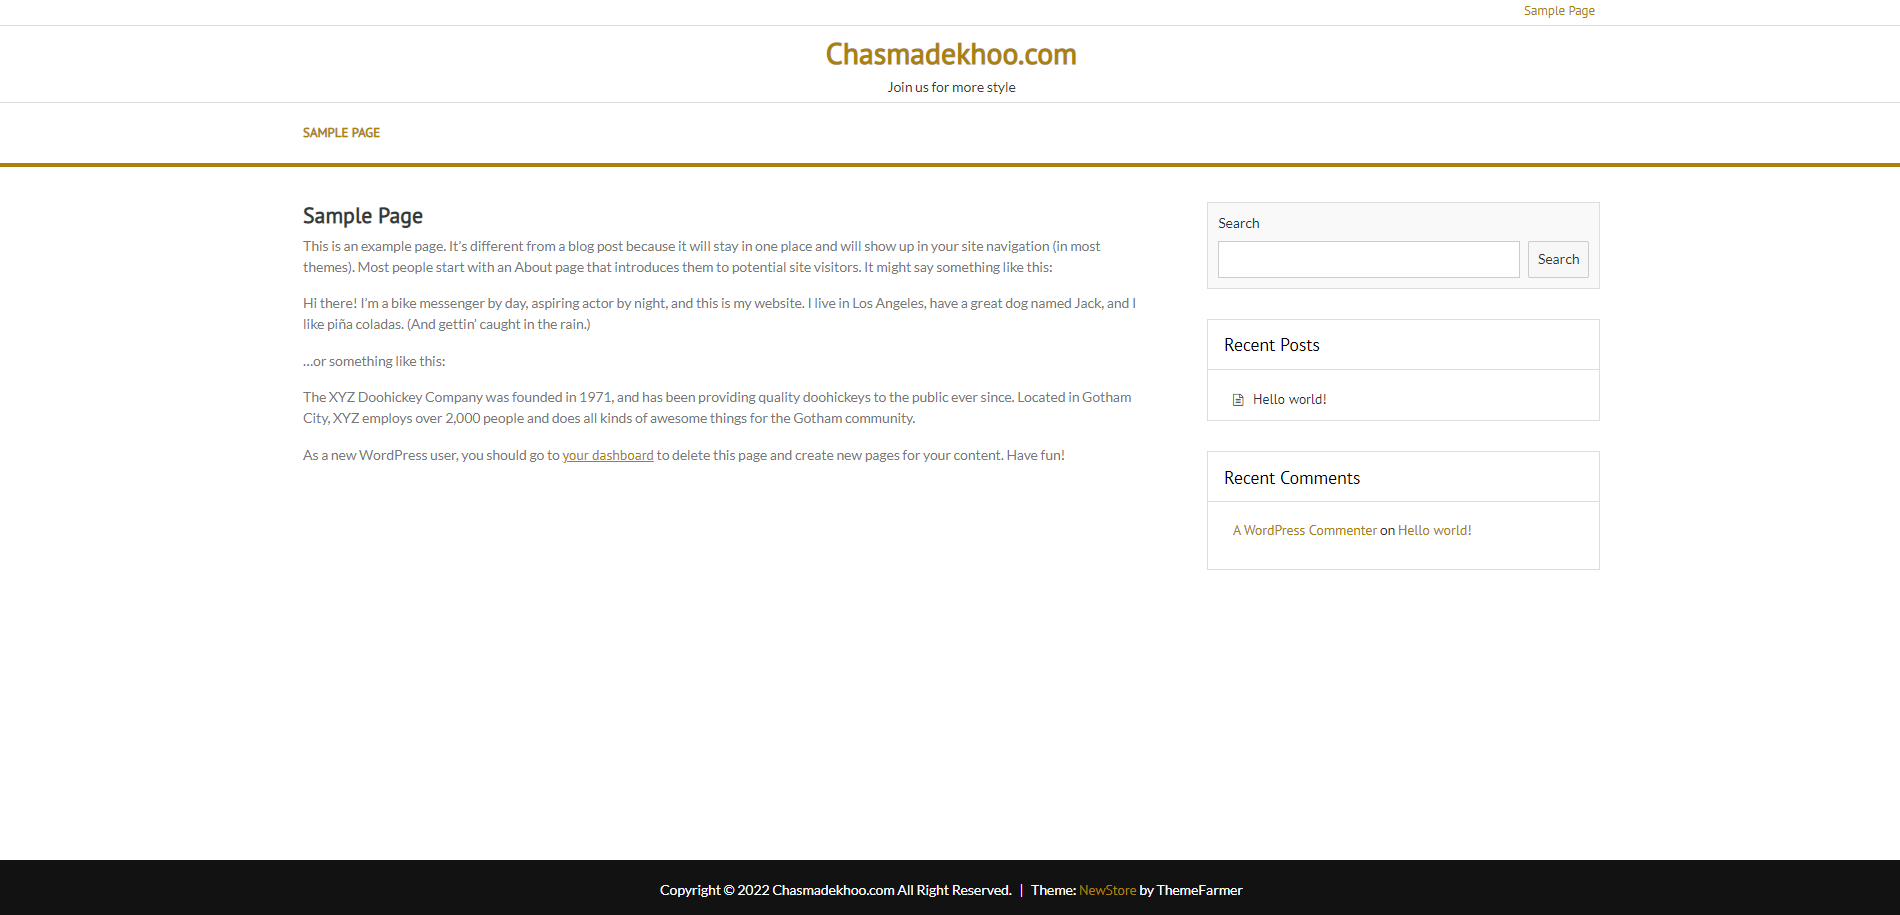 Sample Page
Chasmadekhoo.com
Join us for more style
SAMPLE PAGE
Sample Page
This is an example page. It’s different from a blog post because it will stay in one place and will show up in your site navigation (in most
themes). Most people start with an About page that introduces them to potential site visitors. It might say something like this:
Hi there! I’m a bike messenger by day, aspiring actor by night, and this is my website. I live in Los Angeles, have a great dog named Jack, and I
like piña coladas. (And gettin’ caught in the rain.)
…or something like this:
The XYZ Doohickey Company was founded in 1971, and has been providing quality doohickeys to the public ever since. Located in Gotham
City, XYZ employs over 2,000 people and does all kinds of awesome things for the Gotham community.
As a new WordPress user, you should go to your dashboard to delete this page and create new pages for your content. Have fun!
Search
Search
Recent Posts
Hello world!
Recent Comments
A WordPress Commenter on Hello world!
Copyright © 2022 Chasmadekhoo.com All Right Reserved. | Theme: NewStore by ThemeFarmer